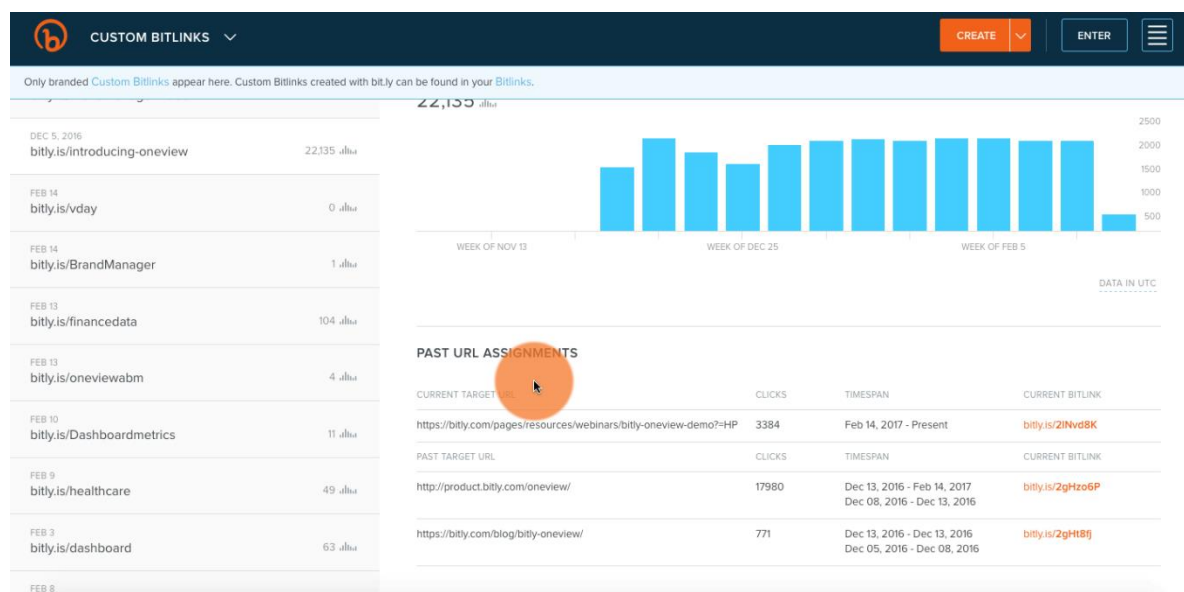 CUSTOM BITLINKS
CREATE
ENTER
Only branded Custom Bitlinks appear here. Custom Bitlinks created with bit.ly can be found in your Bitlinks.
22,135
DEC 5, 2016
bitly.is/introducing-oneview 22,135
FEB 14
bitly.is/vday 0
FEB 14
bitly.is/BrandManager 1
FEB 13
bitly.is/financedata 104
FEB 13
bitly.is/oneviewabm 4
FEB 10
bitly.is/Dashboardmetrics 11
FEB 9
bitly.is/healthcare 49
FEB 3
bitly.is/dashboard 63
FEB 8
2500
2000
1500
1000
500
WEEK OF NOV 13 WEEK OF DEC 25 WEEK OF FEB 5
DATA IN UTC
PAST URL ASSIGNMENTS
CURRENT TARGET URL CLICKS TIMESPAN CURRENT BITLINK
https://bitly.com/pages/resources/webinars/bitly-oneview-demo?=HP 3384 Feb 14, 2017 - Present bitly.is/2lNvd8K
PAST TARGET URL CLICKS TIMESPAN CURRENT BITLINK
http://product.bitly.com/oneview/ 17980 Dec 13, 2016 - Feb 14, 2017 bitly.is/2gHzo6P
Dec 08, 2016 - Dec 13, 2016
https://bitly.com/blog/bitly-oneview/ 771 Dec 13, 2016 - Dec 13, 2016 bitly.is/2gHt8fj
Dec 05, 2016 - Dec 08, 2016